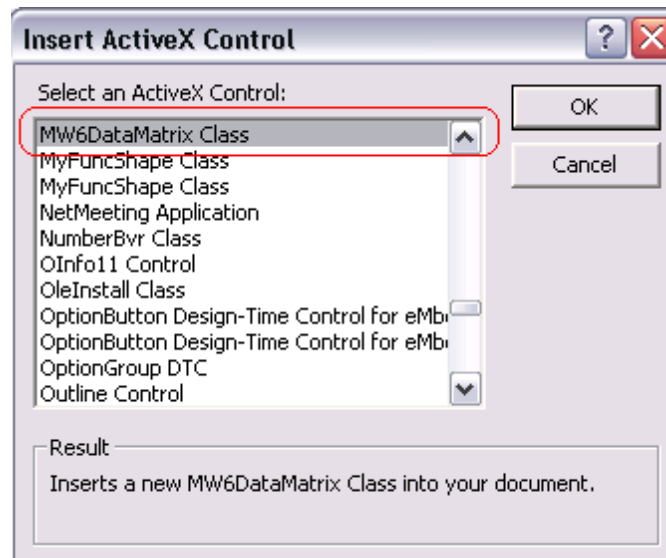 Insert ActiveX Control
Select an ActiveX Control:
OK
MW6DataMatrix Class
MyFuncShape Class
Cancel
MyFuncShape Class
NetMeeting Application
NumberBvr Class
OInfo11 Control
OleInstall Class
OptionButton Design-Time Control for eMb
OptionButton Design-Time Control for eMb
OptionGroup DTC
Outline Control
Result
Inserts a new MW6DataMatrix Class into your document.